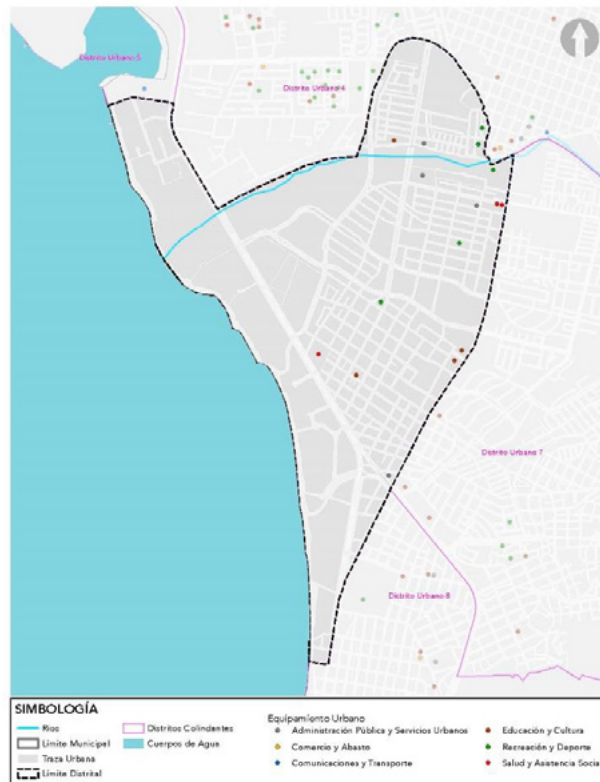 Distrito Urbano 5
Distrito Urbano 4
Distrito Urbano 7
Distrito Urbano 8
SIMBOLOGÍA
Ríos
Límite Municipal
Traza Urbana
Límite Distrital
Distritos Colindantes
Cuerpos de Agua
Equipamiento Urbano
Administración Pública y Servicios Urbanos
Comercio y Abasto
Comunicaciones y Transporte
Educación y Cultura
Recreación y Deporte
Salud y Asistencia Social